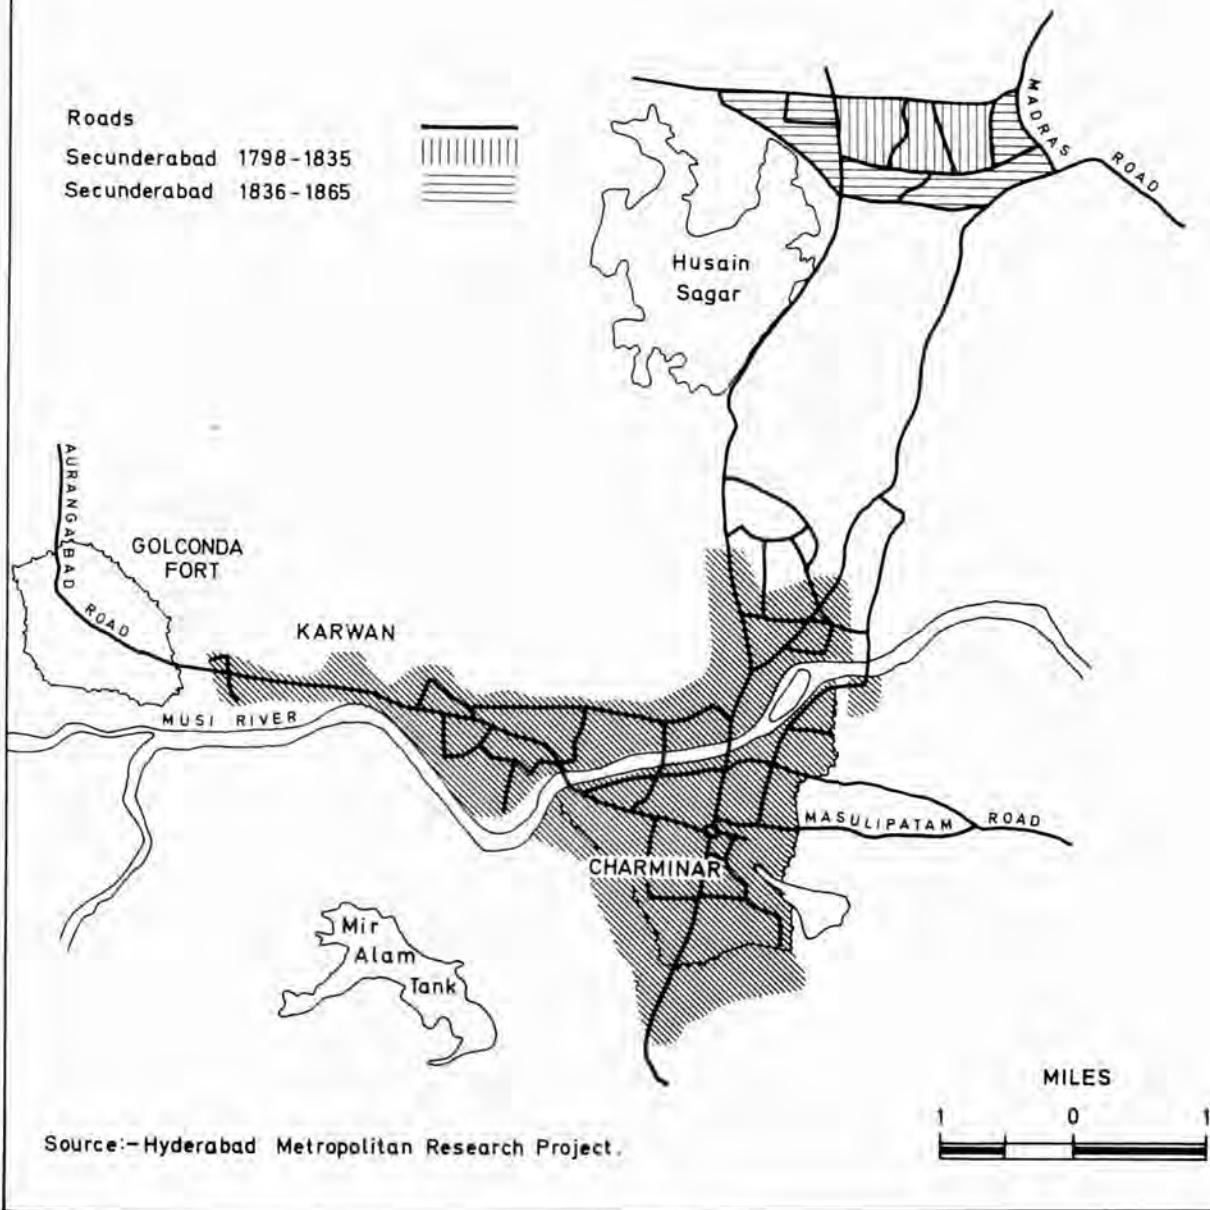 Roads
Secunderabad 1798-1835
Secunderabad 1836-1865
MADRAS ROAD
Husain
Sagar
AURANGABAD ROAD
GOLCONDA
FORT
KARWAN
MUSI RIVER
MASULIPATAM ROAD
CHARMINAR
Mir
Alam
Tank
MILES
1 0 1
Source:-Hyderabad Metropolitan Research Project.